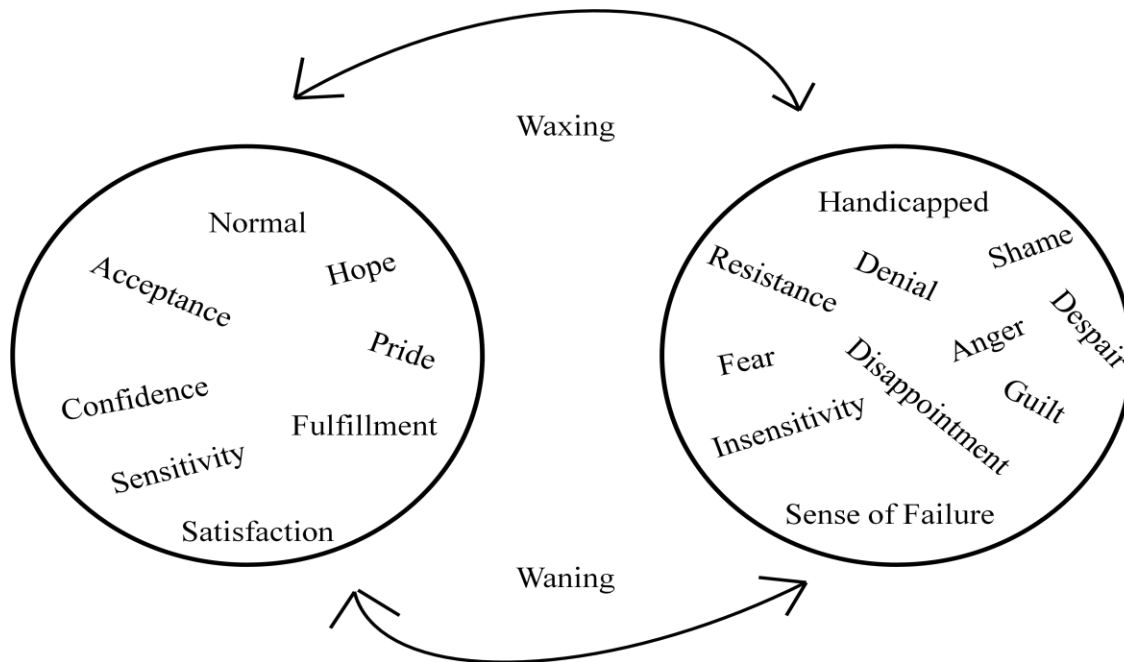 Waxing
Normal
Acceptance
Hope
Pride
Confidence
Fulfillment
Sensitivity
Satisfaction
Handicapped
Resistance
Denial
Shame
Despair
Anger
Fear
Disappointment
Guilt
Insensitivity
Sense of Failure
Waning